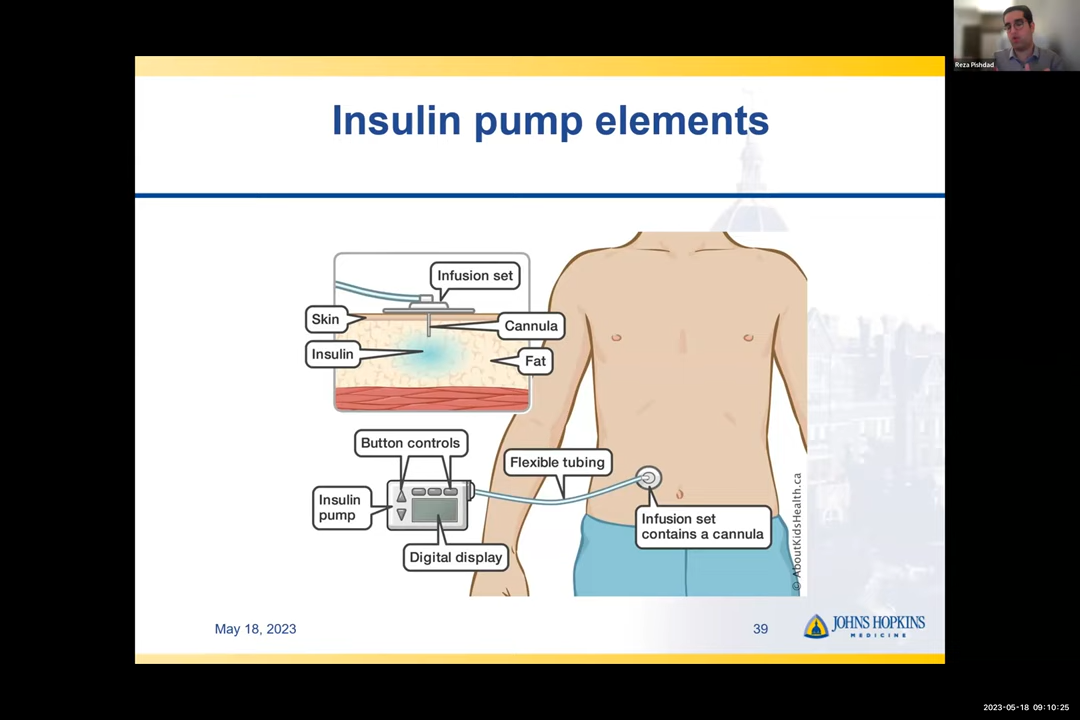 Reza Pishdad
Insulin pump elements
Infusion set
Skin
Cannula
Insulin
Fat
Button controls
Flexible tubing
Insulin
pump
Infusion set
contains a cannula
Digital display
© AboutKidsHealth.ca
May 18, 2023
39
JOHNS HOPKINS
MEDICINE
2023-05-18 09:10:25